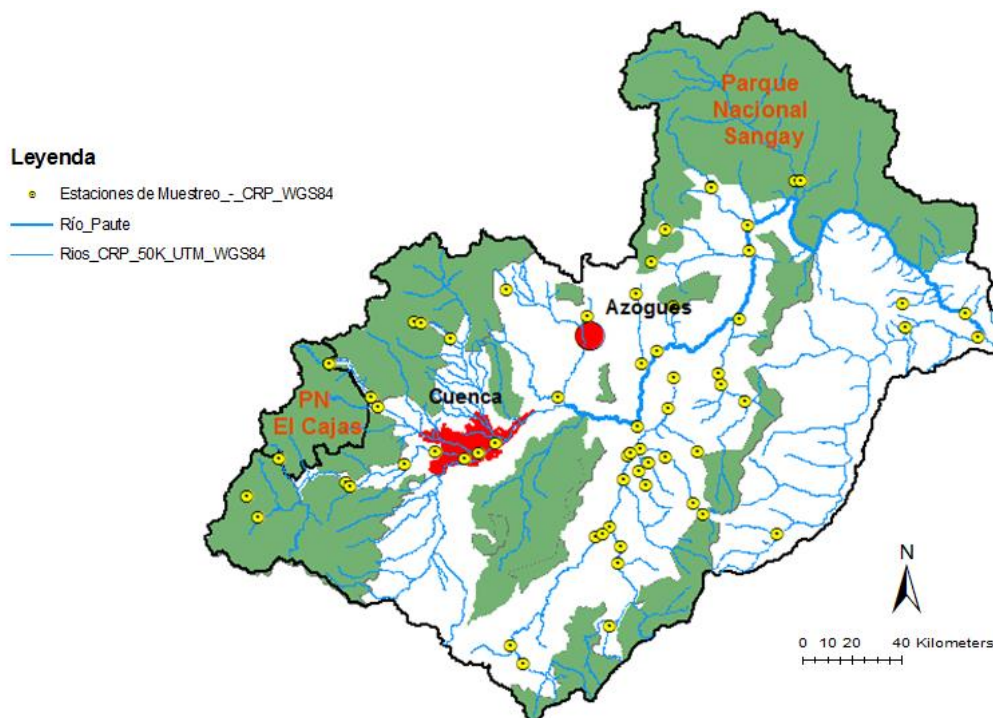 Parque
Nacional
Sangay
Leyenda
Estaciones de Muestreo_-_CRP_WGS84
Río_Paute
Rios_CRP_50K_UTM_WGS84
Azogues
Cuenca
PN
El Cajas
N
0 10 20 40 Kilometers